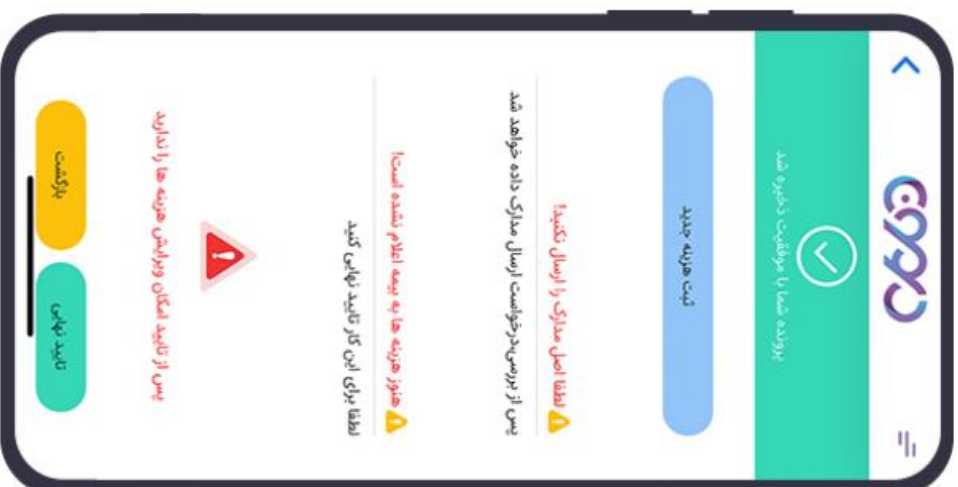 پرونده شما با موفقیت ذخیره شد
ثبت هزینه جدید
لطفا اصل مدارک را ارسال نکنید!
پس از بررسی،درخواست ارسال مدارک داده خواهد شد
هنوز هزینه ها به بیمه اعلام نشده است!
لطفا برای این کار تایید نهایی کنید
پس از تایید امکان ویرایش هزینه ها را ندارید
تایید نهایی
بازگشت